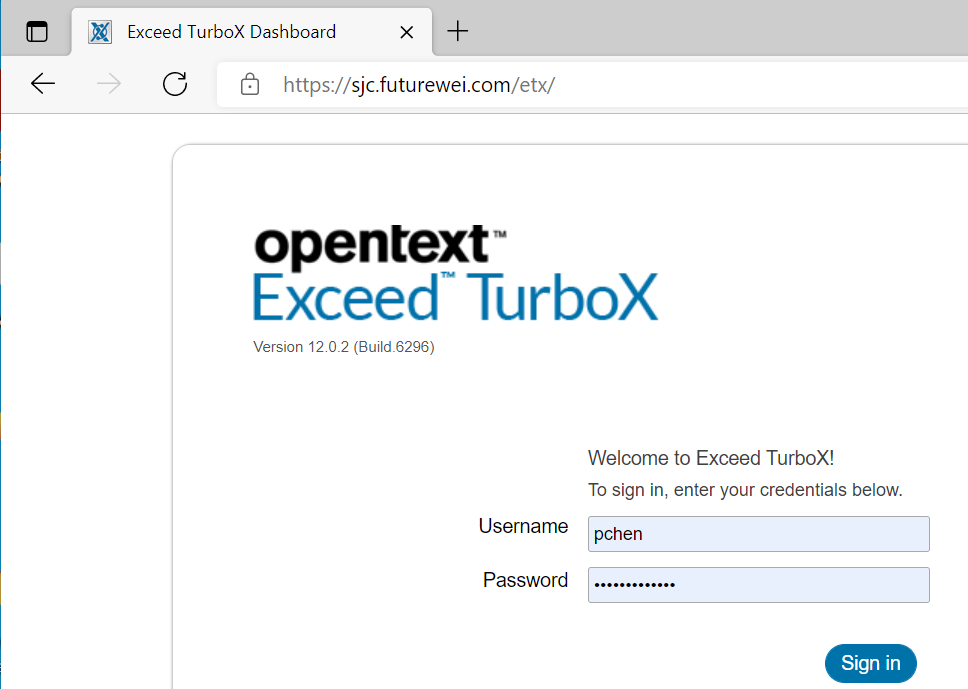 Exceed TurboX Dashboard
https://sjc.futurewei.com/etx/
opentext™
Exceed™ TurboX
Version 12.0.2 (Build.6296)
Welcome to Exceed TurboX!
To sign in, enter your credentials below.
Username
pchen
Password
•••••••••••••
Sign in